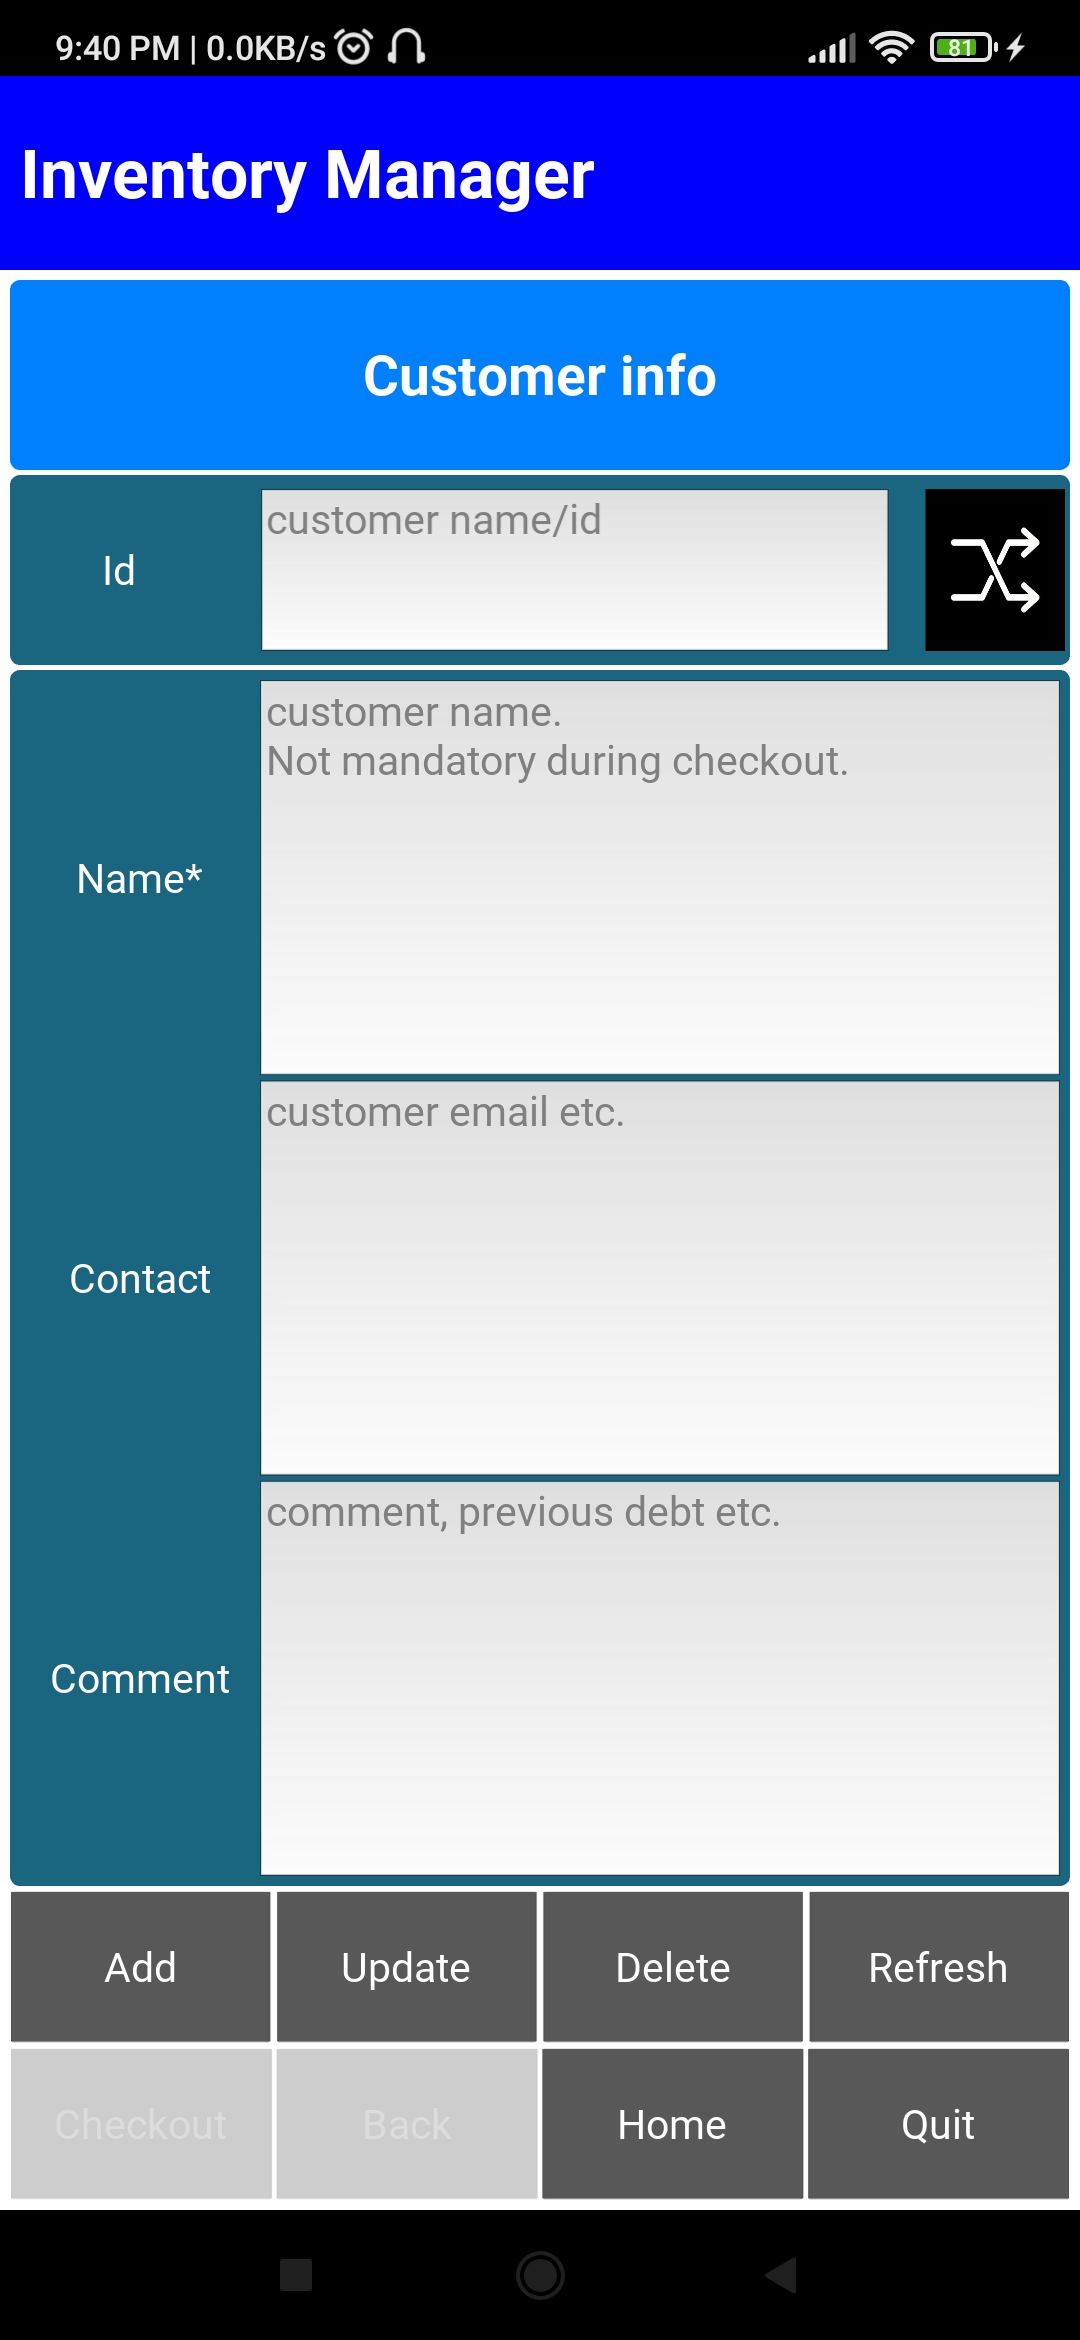 9:40 PM | 0.0KB/s
81
Inventory Manager
Customer info
Id
customer name/id
Name*
customer name.
Not mandatory during checkout.
Contact
customer email etc.
Comment
comment, previous debt etc.
Add Update Delete Refresh
Checkout Back Home Quit